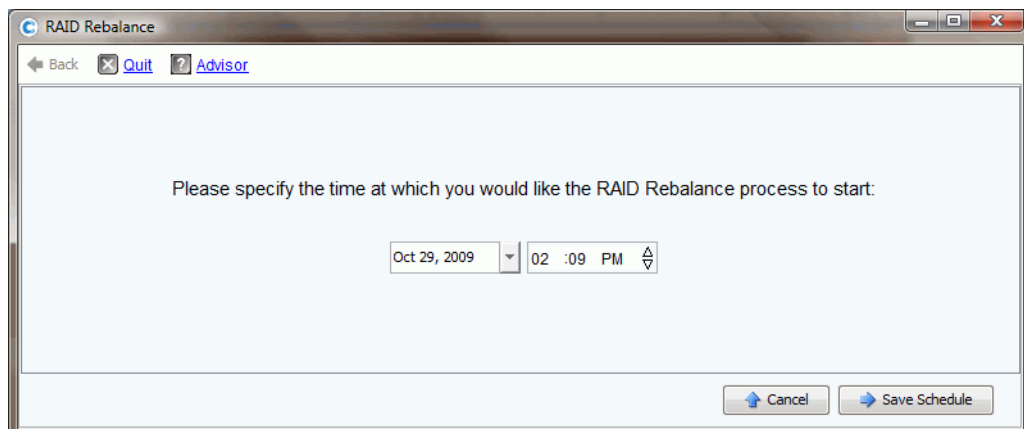 RAID Rebalance
Back Quit Advisor
Please specify the time at which you would like the RAID Rebalance process to start:
Oct 29, 2009 02 :09 PM
Cancel Save Schedule